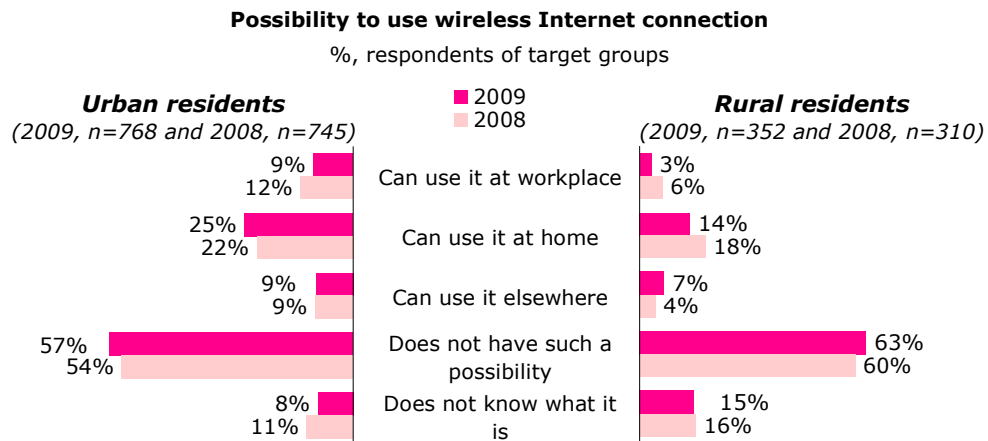 Possibility to use wireless Internet connection
%, respondents of target groups
Urban residents
(2009, n=768 and 2008, n=745)
2009
2008
Rural residents
(2009, n=352 and 2008, n=310)
9%
12%
Can use it at workplace
3%
6%
25%
22%
Can use it at home
14%
18%
9%
9%
Can use it elsewhere
7%
4%
57%
54%
Does not have such a
possibility
63%
60%
8%
11%
Does not know what it
is
15%
16%